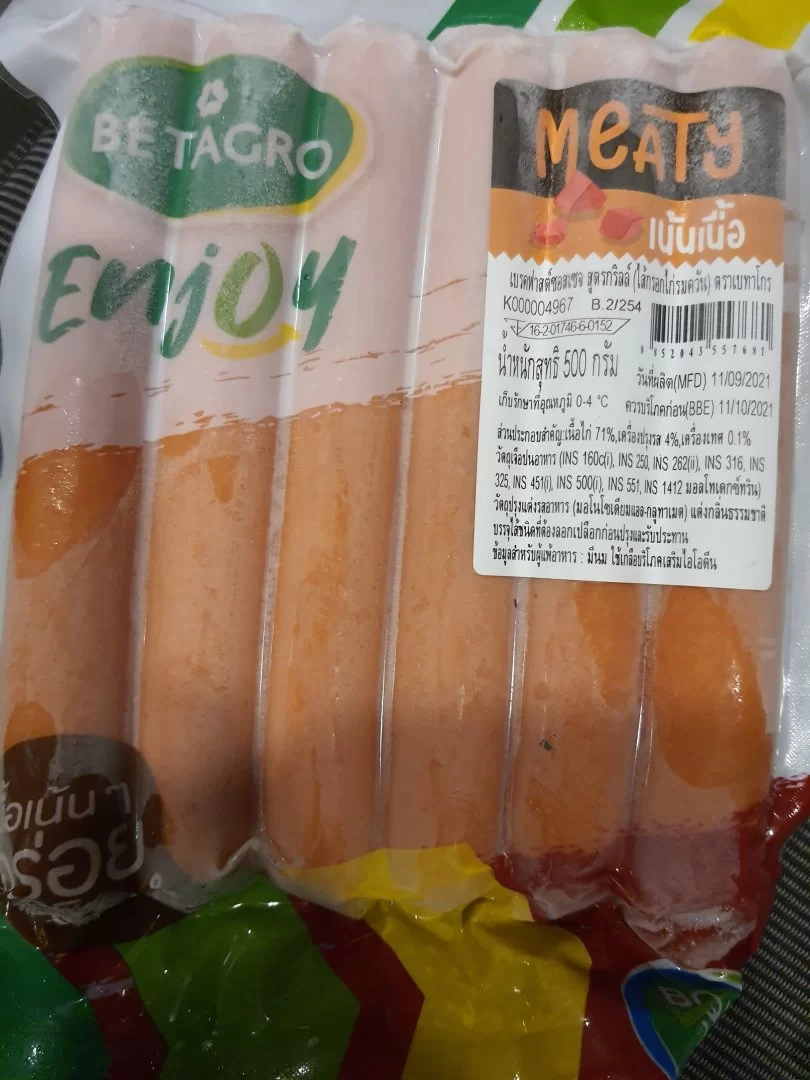 BETAGRO
Enjoy
MEATY
เน้นเนื้อ
เบรคฟาสต์ซอสเซจ สูตรกริลล์ (ไส้กรอกไก่รมควัน) ตราเบทาโกร
K000004967 B.2/254
16-2-01746-6-0152
8 852043 557681
น้ำหนักสุทธิ 500 กรัม
วันที่ผลิต(MFD) 11/09/2021
เก็บรักษาที่อุณหภูมิ 0-4 °C
ควรบริโภคก่อน(BBE) 11/10/2021
ส่วนประกอบสำคัญ:เนื้อไก่ 71%,เครื่องปรุงรส 4%,เครื่องเทศ 0.1%
วัตถุเจือปนอาหาร (INS 160c(i), INS 250, INS 262(ii), INS 316, INS
325, INS 451(i), INS 500(i), INS 551, INS 1412 มอลโทเดกซ์ทริน)
วัตถุปรุงแต่งรสอาหาร (มอโนโซเดียมแอล-กลูทาเมต) แต่งกลิ่นธรรมชาติ
บรรจุไส้ชนิดที่ต้องลอกเปลือกก่อนปรุงและรับประทาน
ข้อมูลสำหรับผู้แพ้อาหาร : มีนม ใช้เกลือบริโภคเสริมไอโอดีน
เน้น ๆ